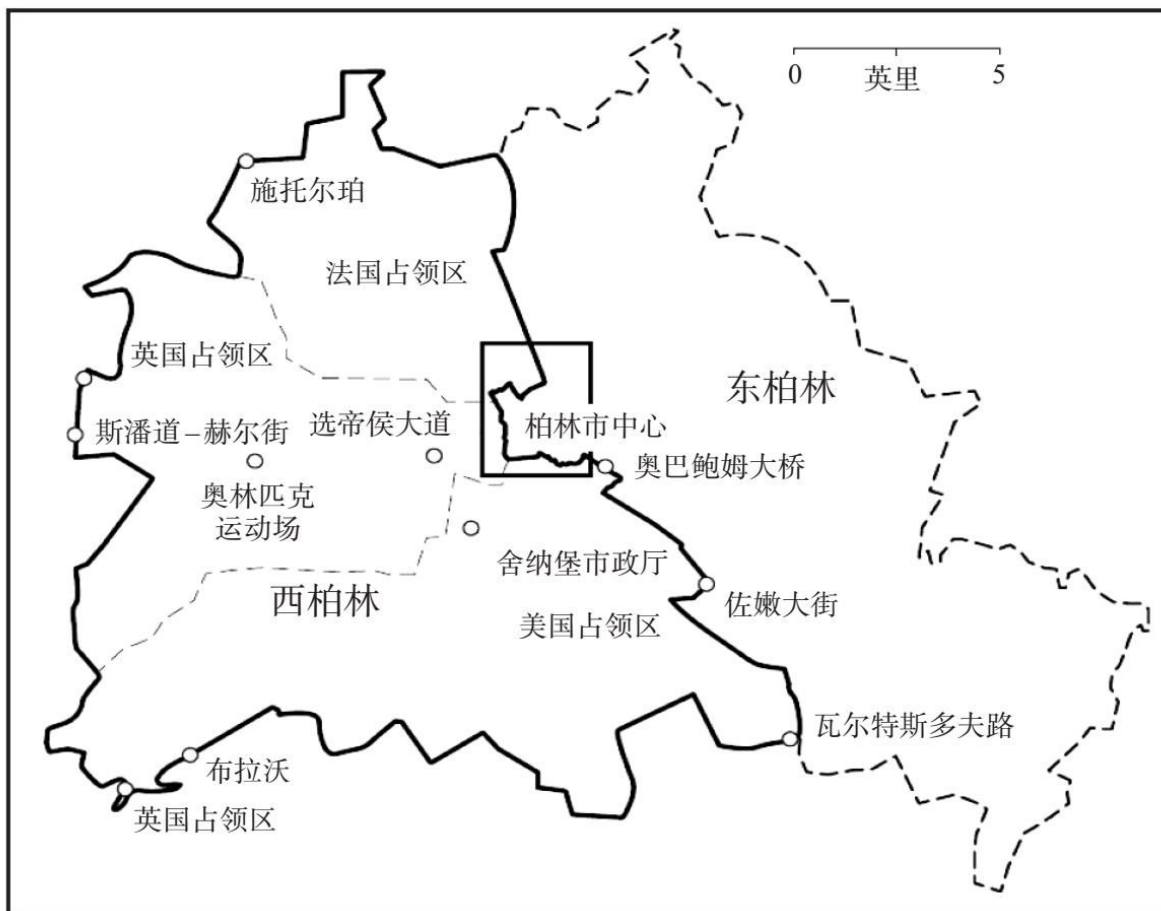 0 英里 5
施托尔珀
法国占领区
英国占领区
东柏林
选帝侯大道
柏林市中心
斯潘道–赫尔街
奥巴鲍姆大桥
奥林匹克
运动场
舍纳堡市政厅
西柏林
佐嫩大街
美国占领区
瓦尔特斯多夫路
布拉沃
英国占领区